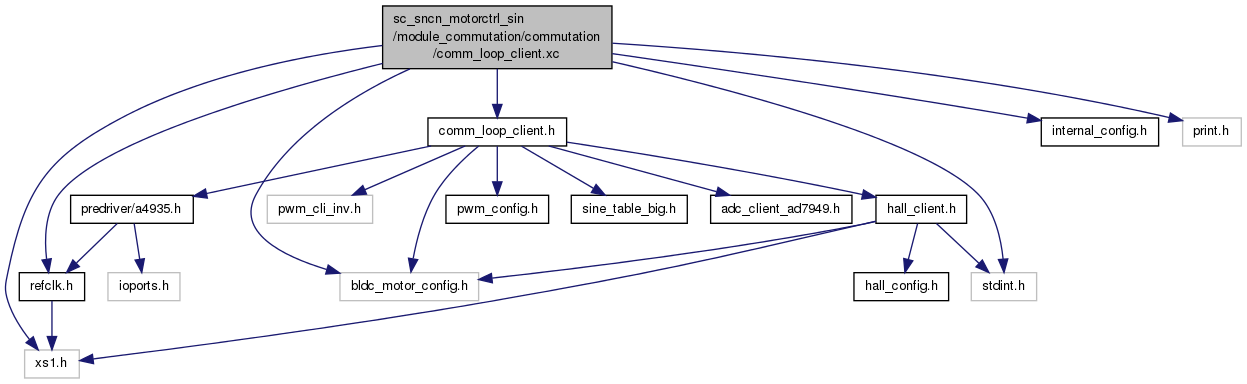 sc_sncn_motorctrl_sin
/module_commutation/commutation
/comm_loop_client.xc
comm_loop_client.h
internal_config.h
print.h
predriver/a4935.h
pwm_cli_inv.h
pwm_config.h
sine_table_big.h
adc_client_ad7949.h
hall_client.h
refclk.h
ioports.h
bldc_motor_config.h
hall_config.h
stdint.h
xs1.h